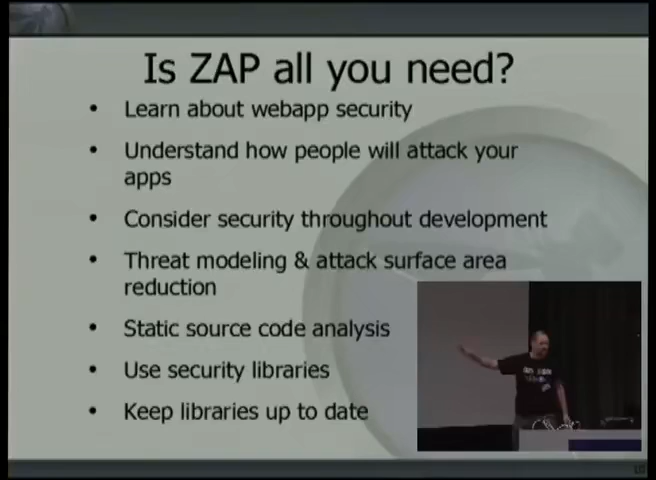 Is ZAP all you need?
• Learn about webapp security
• Understand how people will attack your
apps
• Consider security throughout development
• Threat modeling & attack surface area
reduction
• Static source code analysis
• Use security libraries
• Keep libraries up to date